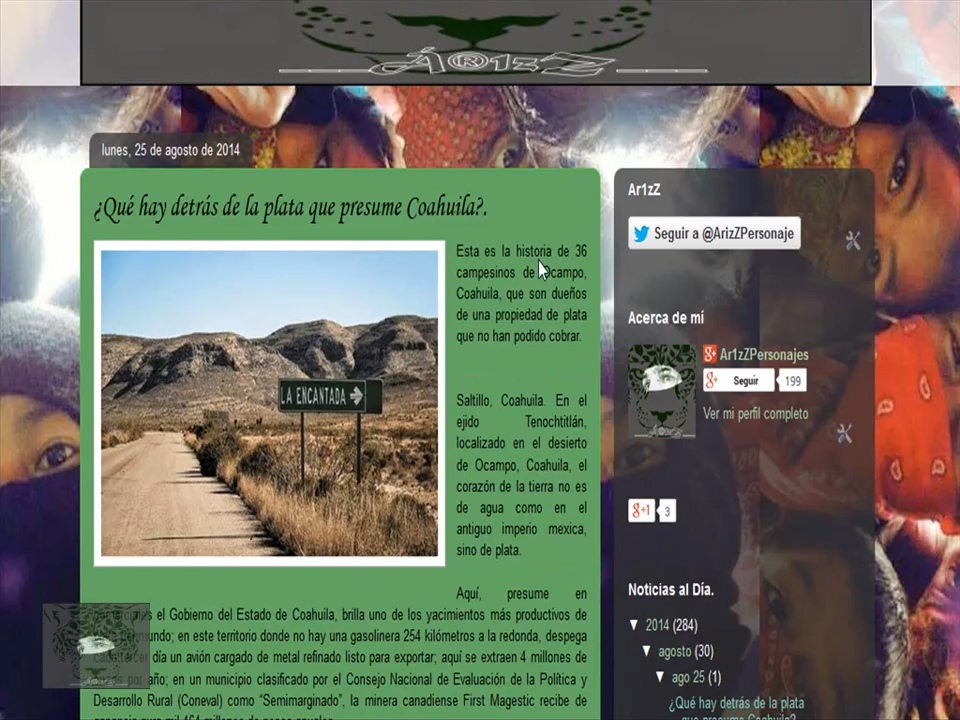 Ár1zZ
lunes, 25 de agosto de 2014
¿Qué hay detrás de la plata que presume Coahuila?.
LA ENCANTADA
Esta es la historia de 36
campesinos de Ocampo,
Coahuila, que son dueños
de una propiedad de plata
que no han podido cobrar.
Saltillo, Coahuila. En el
ejido Tenochtitlán,
localizado en el desierto
de Ocampo, Coahuila, el
corazón de la tierra no es
de agua como en el
antiguo imperio mexica,
sino de plata.
Aquí, presume en
el Gobierno del Estado de Coahuila, brilla uno de los yacimientos más productivos de
mundo; en este territorio donde no hay una gasolinera 254 kilómetros a la redonda, despega
día un avión cargado de metal refinado listo para exportar; aquí se extraen 4 millones de
por año; en un municipio clasificado por el Consejo Nacional de Evaluación de la Política y
Desarrollo Rural (Coneval) como “Semimarginado”, la minera canadiense First Magestic recibe de
Ar1zZ
Seguir a @ArizZPersonaje
Acerca de mí
g+ Ar1zZPersonajes
g+ Seguir 199
Ver mi perfil completo
g+1 3
Noticias al Día.
▼ 2014 (284)
▼ agosto (30)
▼ ago 25 (1)
¿Qué hay detrás de la plata
que presume Coahuila?